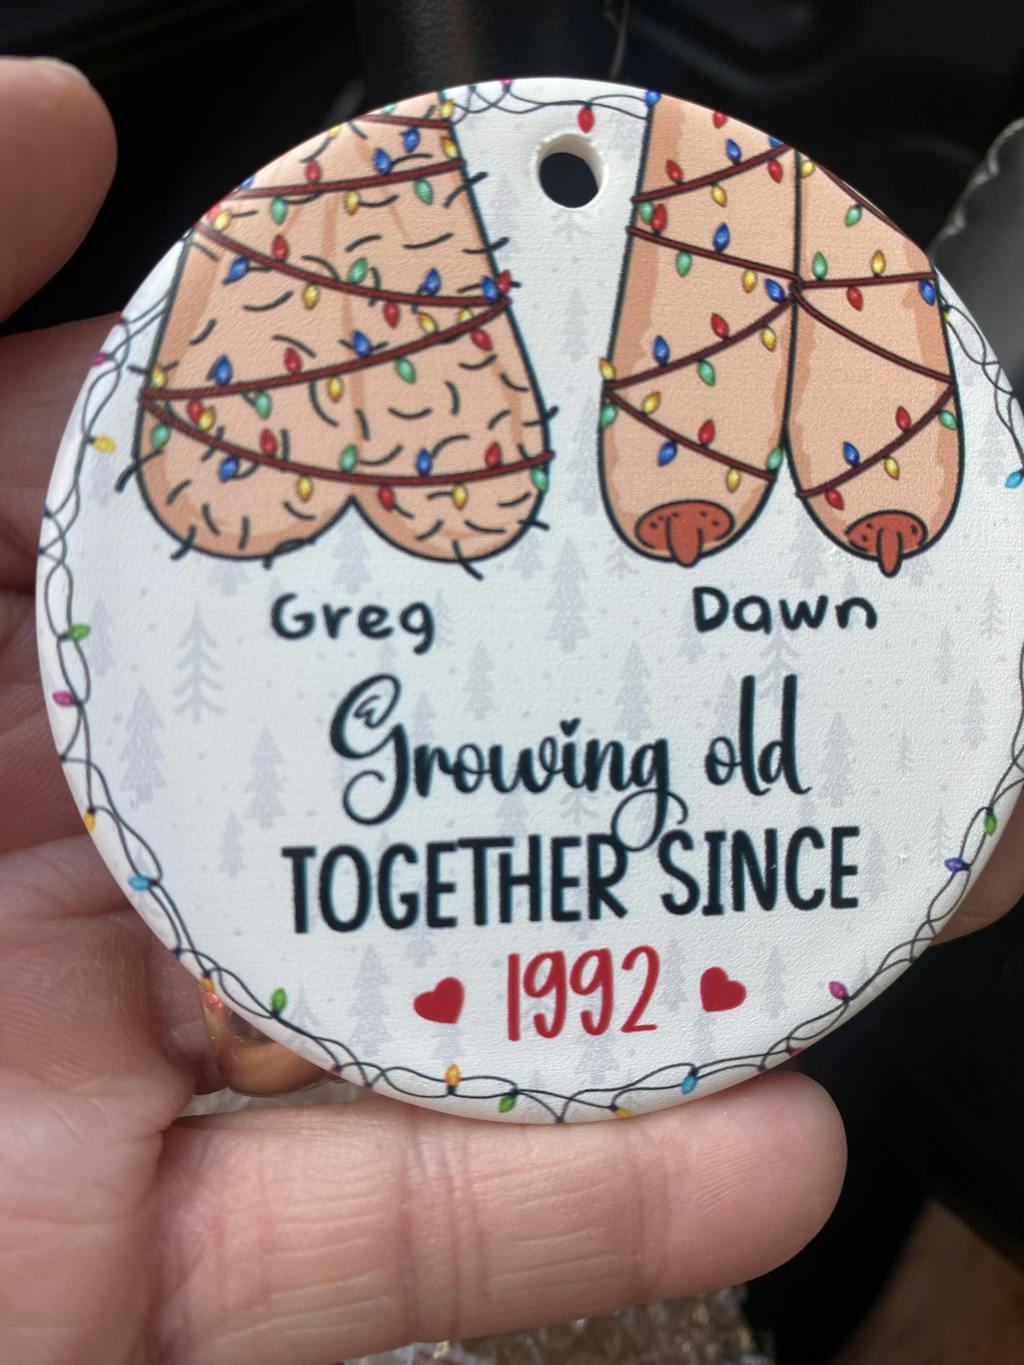 Greg Dawn
Growing old
TOGETHER SINCE
1992